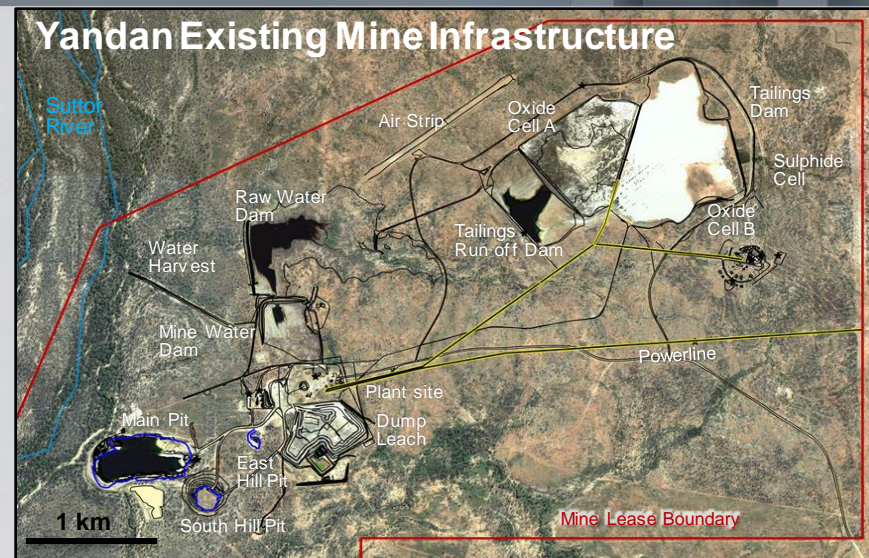 Yandan Existing Mine Infrastructure
Suttor
River
Air Strip
Oxide
Cell A
Tailings
Dam
Sulphide
Cell
Oxide
Cell B
Raw Water
Dam
Tailings
Run off Dam
Water
Harvest
Mine Water
Dam
Powerline
Plant site
Main Pit
Dump
Leach
East
Hill Pit
South Hill Pit
1 km
Mine Lease Boundary